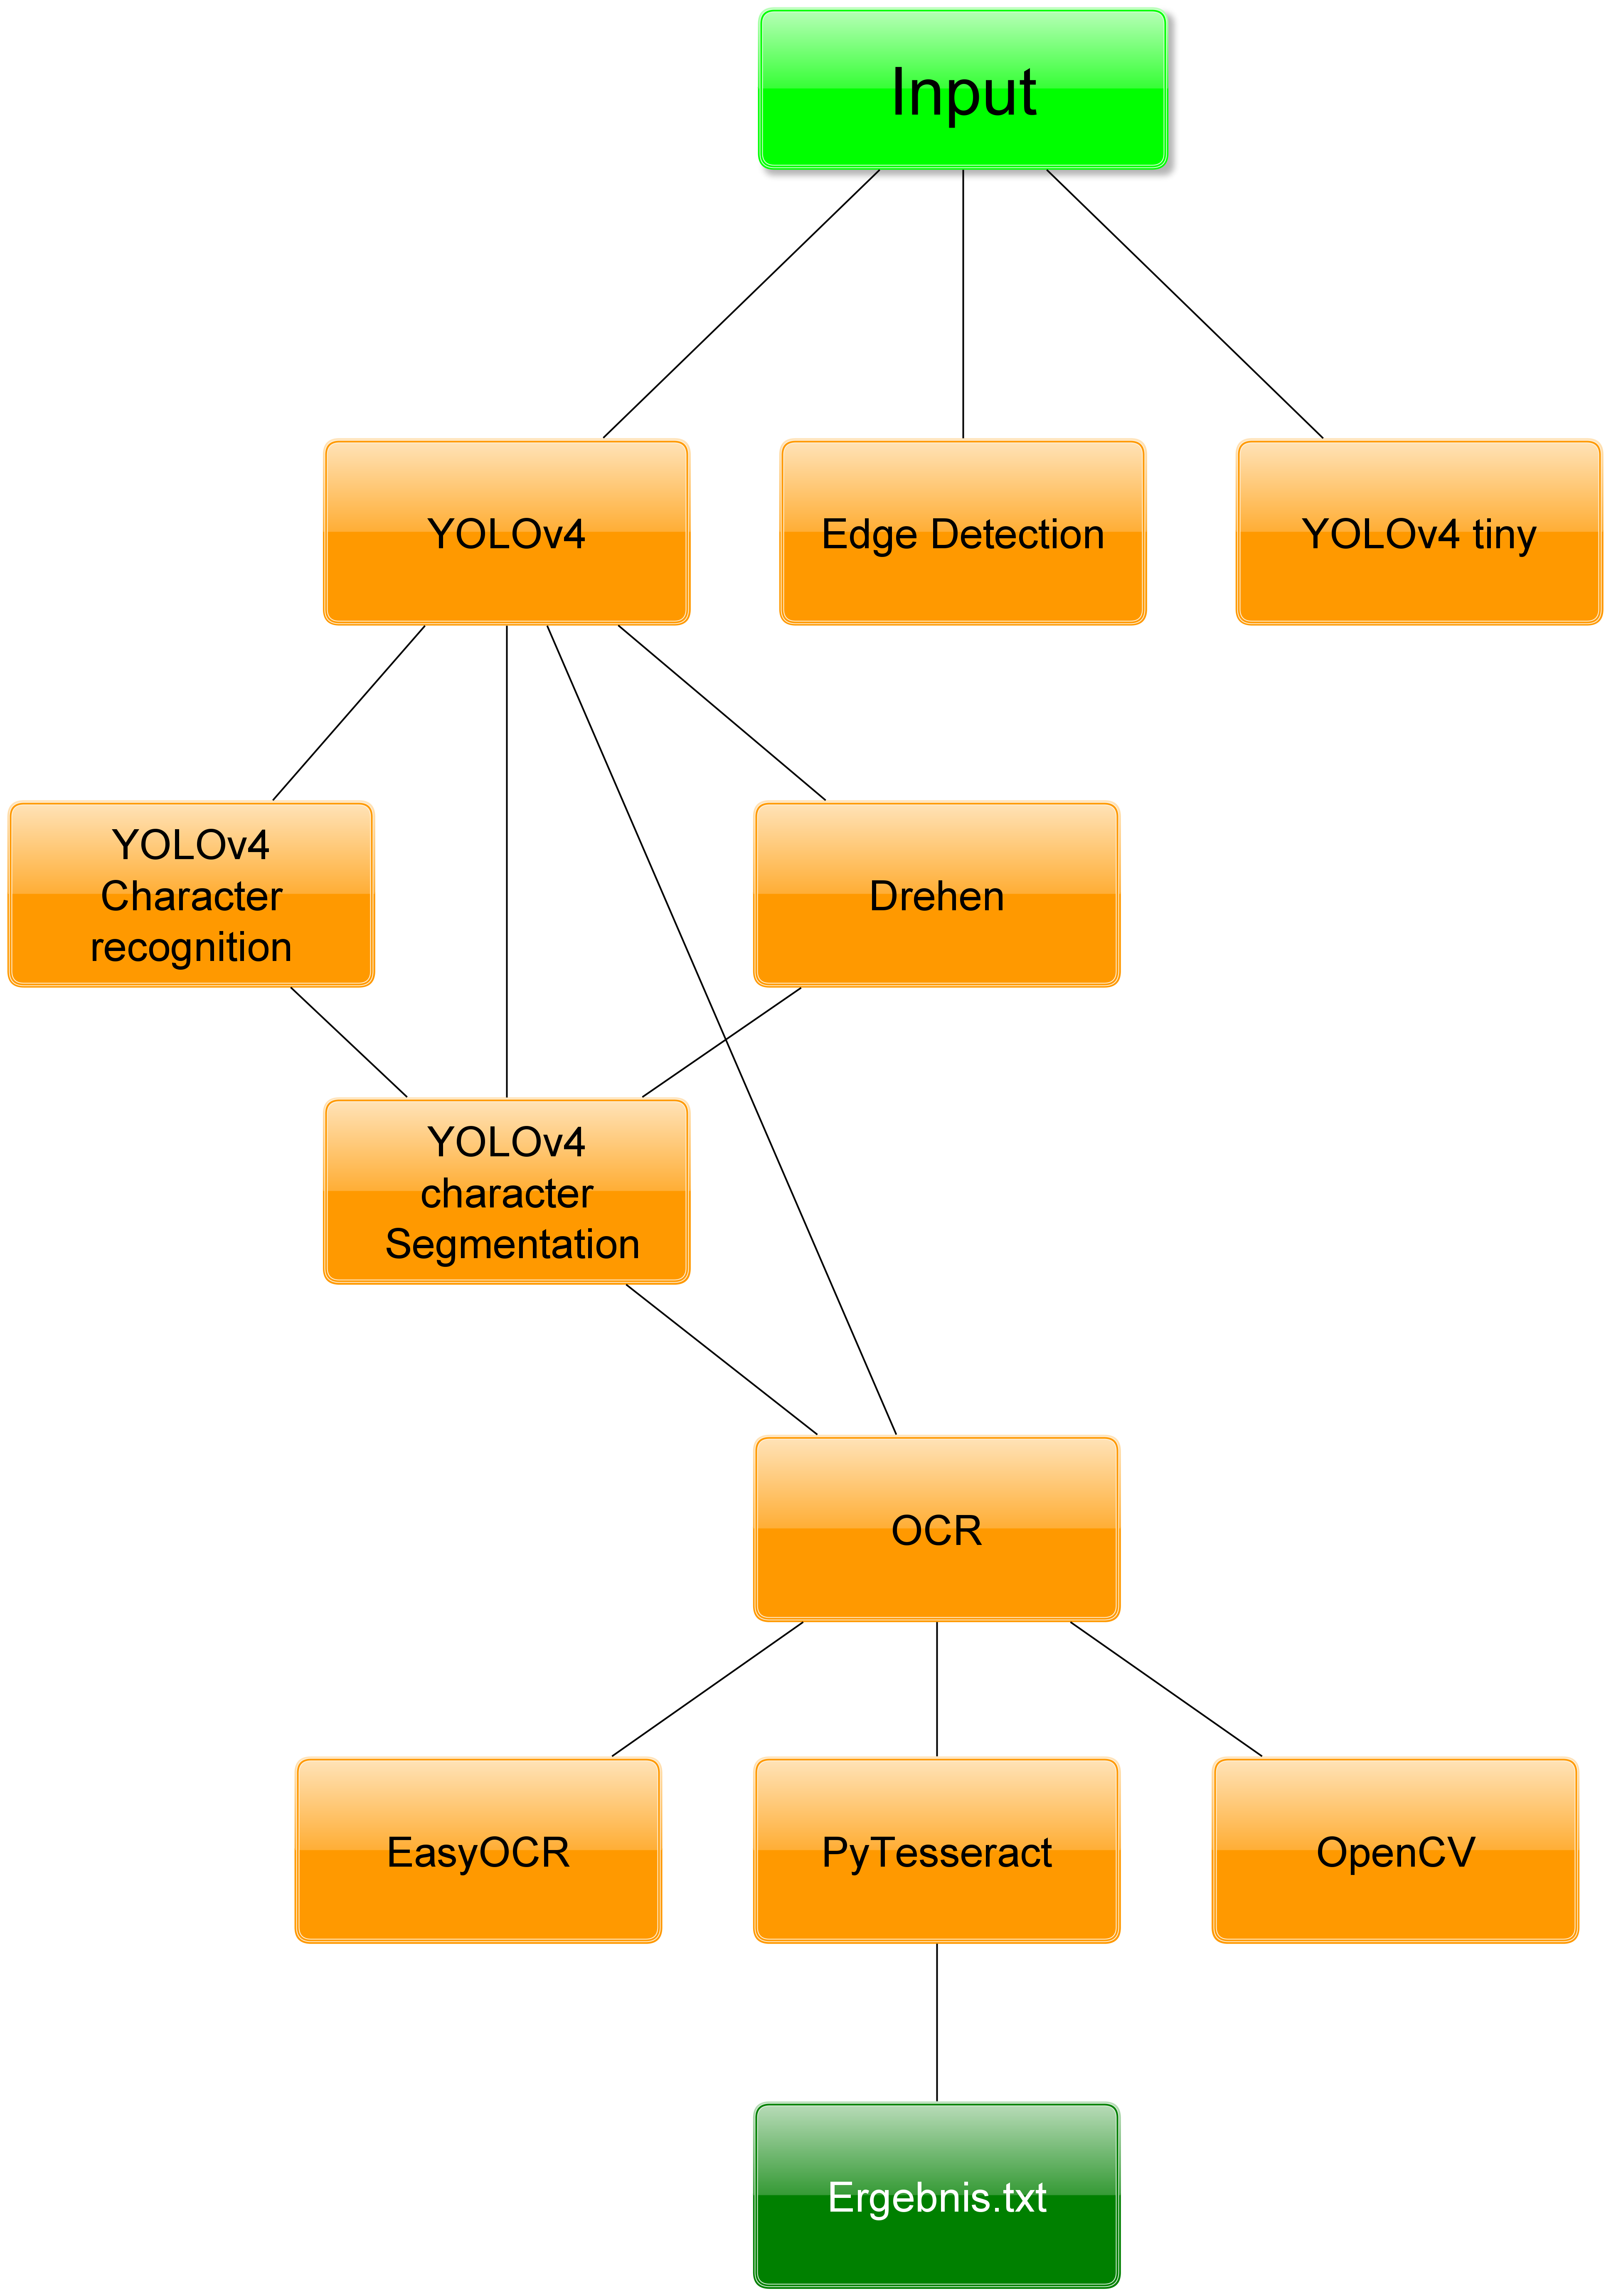 Input
YOLOv4
Edge Detection
YOLOv4 tiny
YOLOv4
Character
recognition
Drehen
YOLOv4
character
Segmentation
OCR
EasyOCR
PyTesseract
OpenCV
Ergebnis.txt